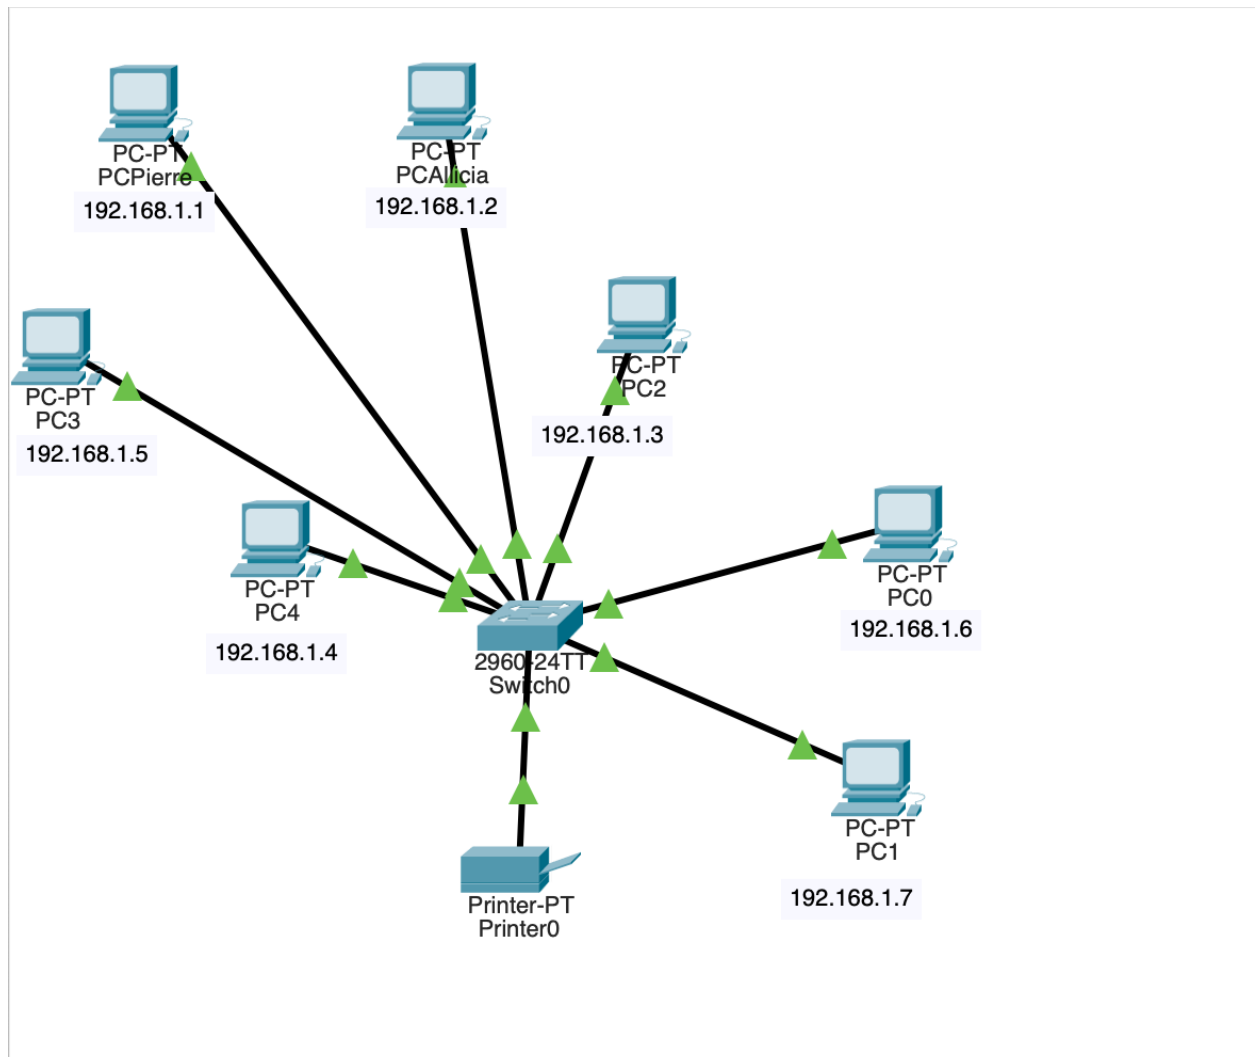 PC-PT
PCPierre
192.168.1.1
PC-PT
PCAllicia
192.168.1.2
PC-PT
PC2
192.168.1.3
PC-PT
PC3
192.168.1.5
PC-PT
PC4
192.168.1.4
PC-PT
PC0
192.168.1.6
2960-24TT
Switch0
PC-PT
PC1
192.168.1.7
Printer-PT
Printer0